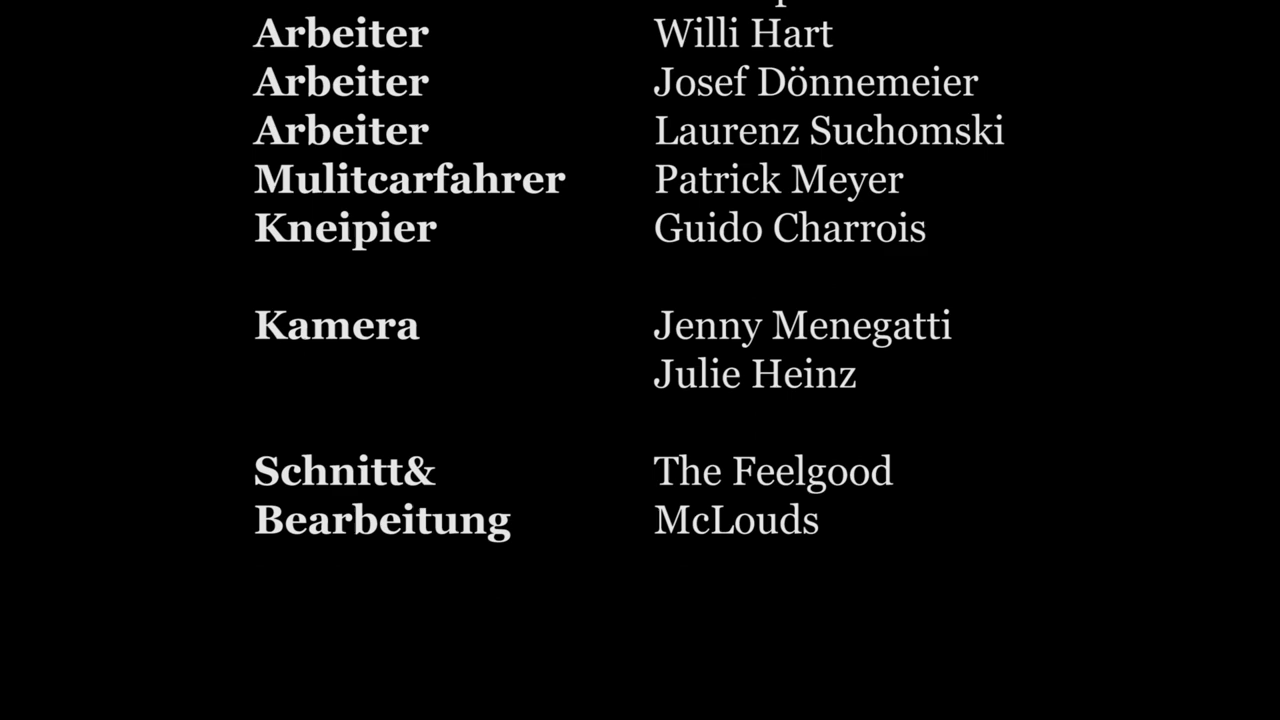 Arbeiter Willi Hart
Arbeiter Josef Dönnemeier
Arbeiter Laurenz Suchomski
Mulitcarfahrer Patrick Meyer
Kneipier Guido Charrois
Kamera Jenny Menegatti
Julie Heinz
Schnitt& The Feelgood
Bearbeitung McLouds